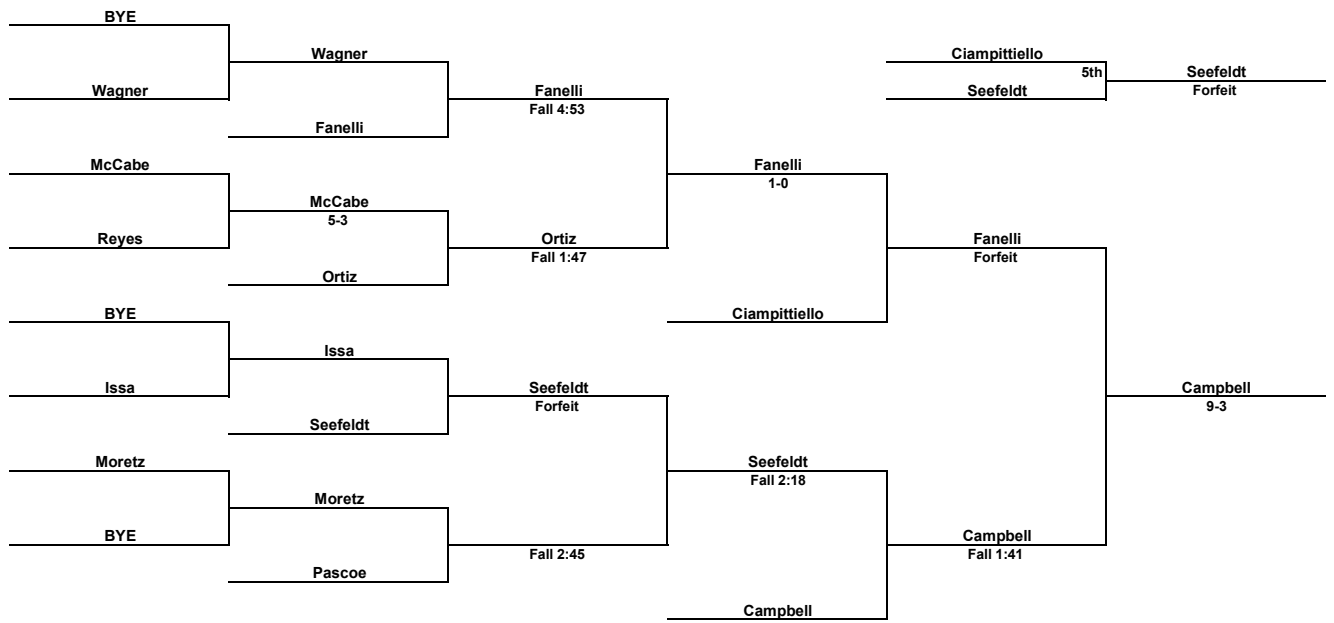 BYE
Wagner
Ciampittiello
5th
Seefeldt
Forfeit
Wagner
Fanelli
Fall 4:53
Seefeldt
Fanelli
McCabe
Fanelli
1-0
McCabe
5-3
Reyes
Ortiz
Fall 1:47
Fanelli
Forfeit
Ortiz
BYE
Ciampittiello
Issa
Issa
Seefeldt
Forfeit
Campbell
9-3
Seefeldt
Moretz
Seefeldt
Fall 2:18
Moretz
BYE
Fall 2:45
Campbell
Fall 1:41
Pascoe
Campbell